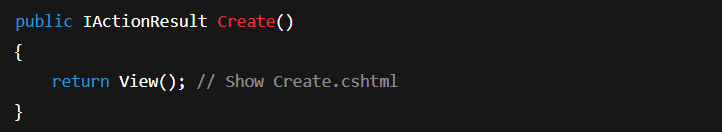 public IActionResult Create()
{
    return View(); // Show Create.cshtml
}